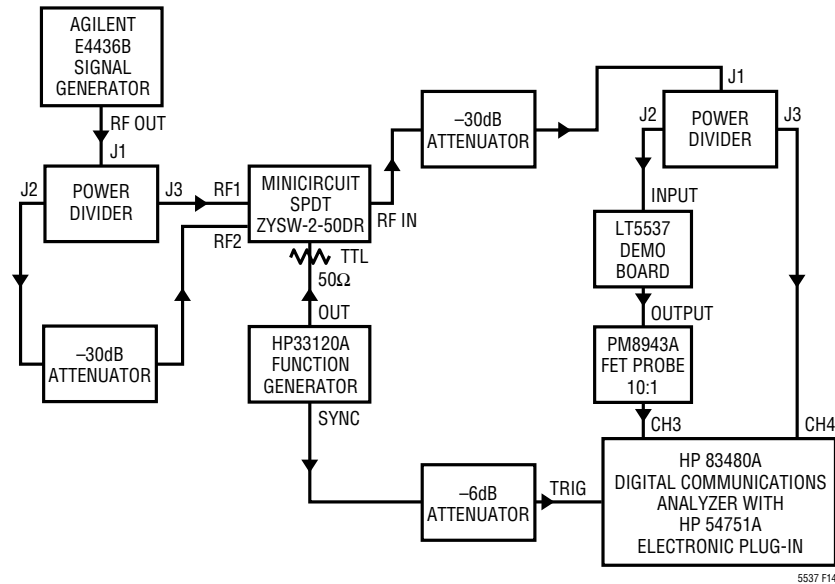 AGILENT
E4436B
SIGNAL
GENERATOR
RF OUT
J1
J2
POWER
DIVIDER
J3
RF1
RF2
MINICIRCUIT
SPDT
ZYSW-2-50DR
RF IN
TTL
50Ω
OUT
–30dB
ATTENUATOR
HP33120A
FUNCTION
GENERATOR
SYNC
–30dB
ATTENUATOR
J1
J2
POWER
DIVIDER
J3
INPUT
LT5537
DEMO
BOARD
OUTPUT
PM8943A
FET PROBE
10:1
CH3
CH4
–6dB
ATTENUATOR
TRIG
HP 83480A
DIGITAL COMMUNICATIONS
ANALYZER WITH
HP 54751A
ELECTRONIC PLUG-IN
5537 F14